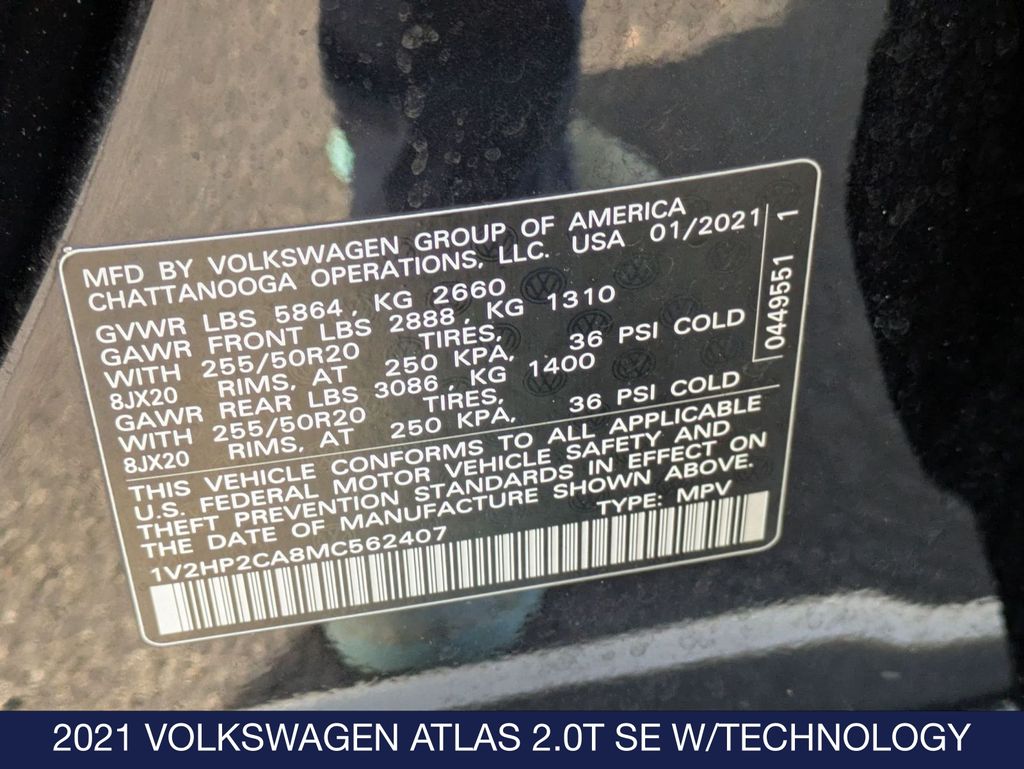 MFD BY VOLKSWAGEN GROUP OF AMERICA
CHATTANOOGA OPERATIONS, LLC. USA 01/2021
GVWR LBS 5864, KG 2660
GAWR FRONT LBS 2888, KG 1310
WITH 255/50R20 TIRES,
8JX20 RIMS, AT 250 KPA, 36 PSI COLD
GAWR REAR LBS 3086, KG 1400
WITH 255/50R20 TIRES,
8JX20 RIMS, AT 250 KPA, 36 PSI COLD
THIS VEHICLE CONFORMS TO ALL APPLICABLE
U.S. FEDERAL MOTOR VEHICLE SAFETY AND
THEFT PREVENTION STANDARDS IN EFFECT ON
THE DATE OF MANUFACTURE SHOWN ABOVE.
1V2HP2CA8MC562407 TYPE: MPV
0449551 1
2021 VOLKSWAGEN ATLAS 2.0T SE W/TECHNOLOGY